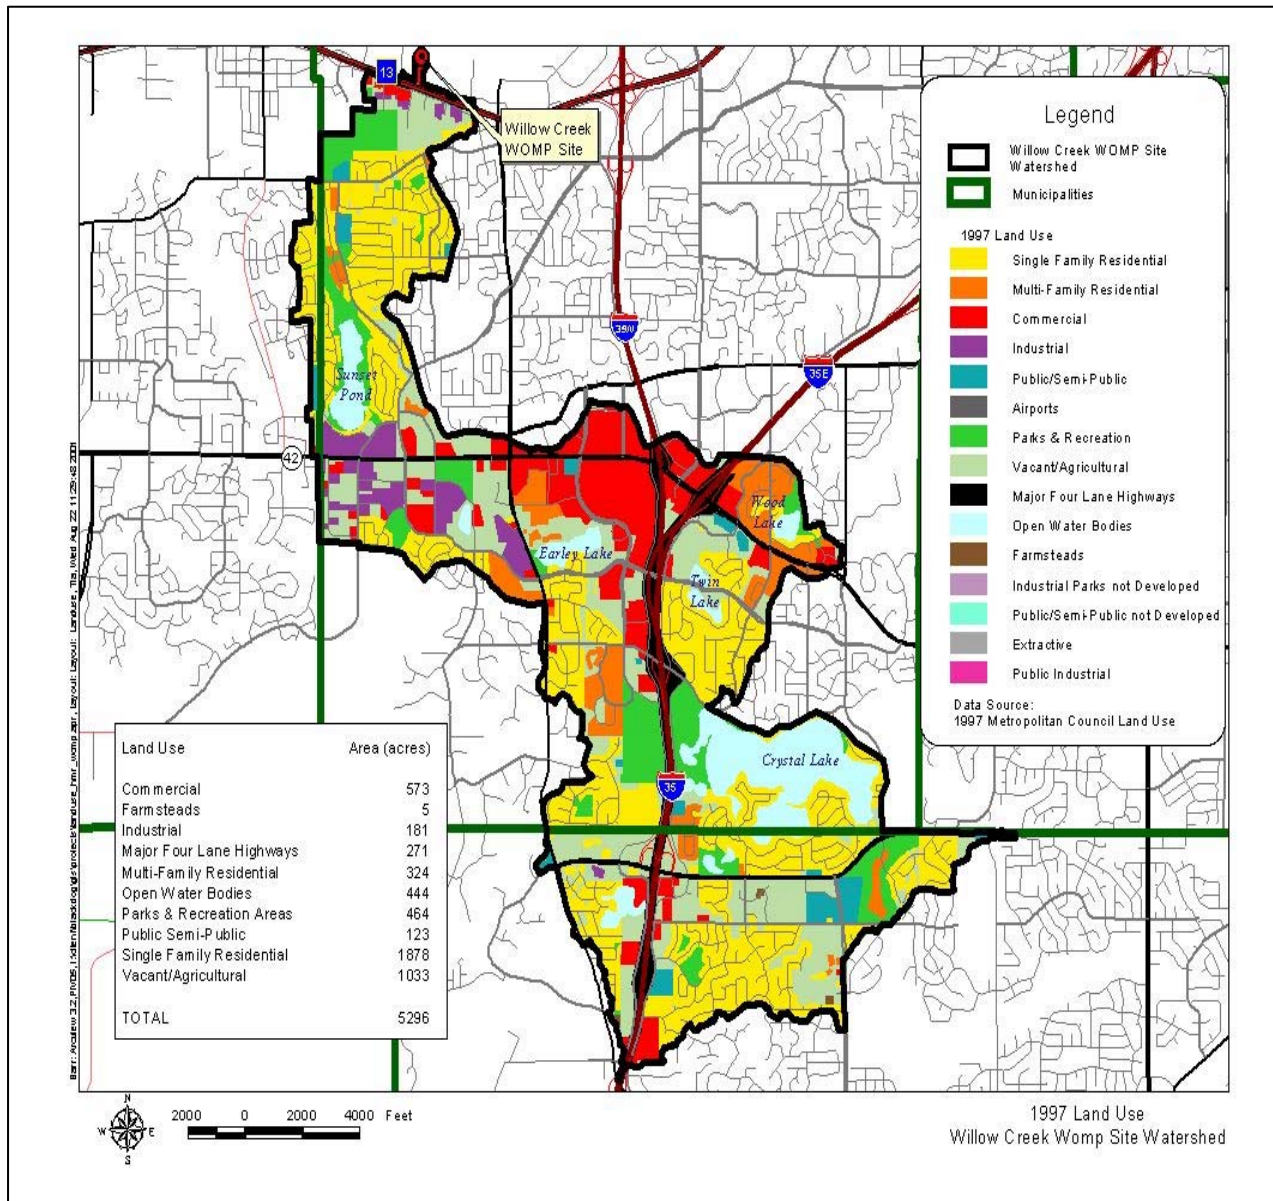 13
Willow Creek
WOMP Site
Legend
Willow Creek WOMP Site
Watershed
Municipalities
1997 Land Use
Single Family Residential
Multi-Family Residential
Commercial
Industrial
Public/Semi-Public
Airports
Parks & Recreation
Vacant/Agricultural
Major Four Lane Highways
Open Water Bodies
Farmsteads
Industrial Parks not Developed
Public/Semi-Public not Developed
Extractive
Public Industrial
Data Source:
1997 Metropolitan Council Land Use
35E
Sunset
Pond
42
Wood
Lake
Earley Lake
Twin
Lake
Crystal Lake
35
Land Use Area (acres)
Commercial 573
Farmsteads 5
Industrial 181
Major Four Lane Highways 271
Multi-Family Residential 324
Open Water Bodies 444
Parks & Recreation Areas 464
Public Semi-Public 123
Single Family Residential 1878
Vacant/Agricultural 1033
TOTAL 5296
N
W E
S
2000 0 2000 4000 Feet
1997 Land Use
Willow Creek Womp Site Watershed